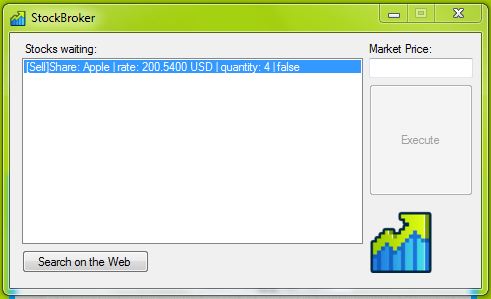 StockBroker
Stocks waiting:
Market Price:
[Sell]Share: Apple | rate: 200.5400 USD | quantity: 4 | false
Execute
Search on the Web